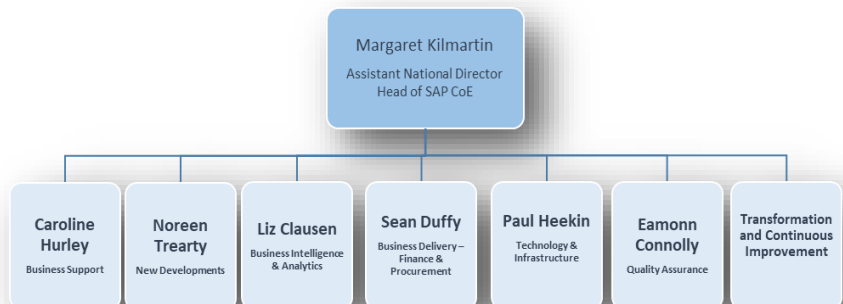 Margaret Kilmartin
Assistant National Director
Head of SAP CoE
Caroline
Hurley
Business Support
Noreen
Trearty
New Developments
Liz Clausen
Business Intelligence
& Analytics
Sean Duffy
Business Delivery –
Finance &
Procurement
Paul Heekin
Technology &
Infrastructure
Eamonn
Connolly
Quality Assurance
Transformation
and Continuous
Improvement